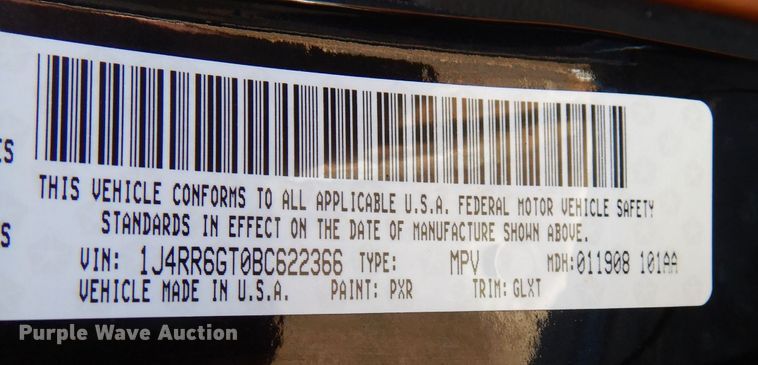 ES
THIS VEHICLE CONFORMS TO ALL APPLICABLE U.S.A. FEDERAL MOTOR VEHICLE SAFETY
S
STANDARDS IN EFFECT ON THE DATE OF MANUFACTURE SHOWN ABOVE.
VIN: 1J4RR6GT0BC622366 TYPE: MPV MDH:011908 101AA
VEHICLE MADE IN U.S.A. PAINT: PXR TRIM: GLXT
Purple Wave Auction